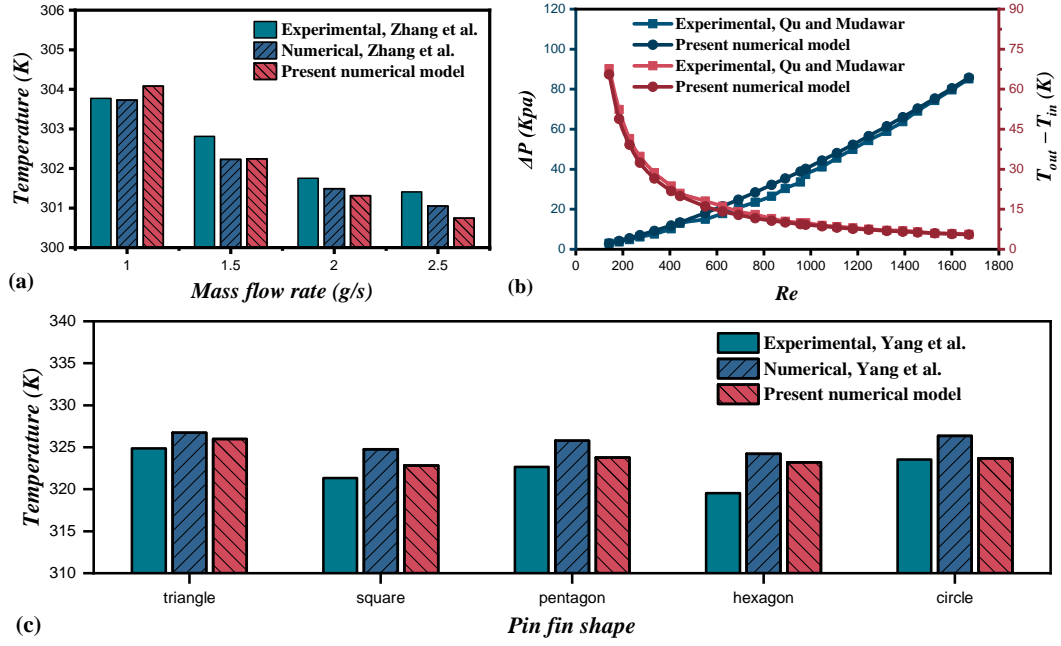 306
305
304
303
302
301
300
Temperature (K)
Experimental, Zhang et al.
Numerical, Zhang et al.
Present numerical model
1
1.5
2
2.5
Mass flow rate (g/s)
(a)
120
100
80
60
40
20
0
ΔP (Kpa)
Experimental, Qu and Mudawar
Present numerical model
Experimental, Qu and Mudawar
Present numerical model
90
75
60
45
30
15
0
T_out − T_in (K)
0
200
400
600
800
1000
1200
1400
1600
1800
Re
(b)
340
335
330
325
320
315
310
Temperature (K)
Experimental, Yang et al.
Numerical, Yang et al.
Present numerical model
triangle
square
pentagon
hexagon
circle
Pin fin shape
(c)